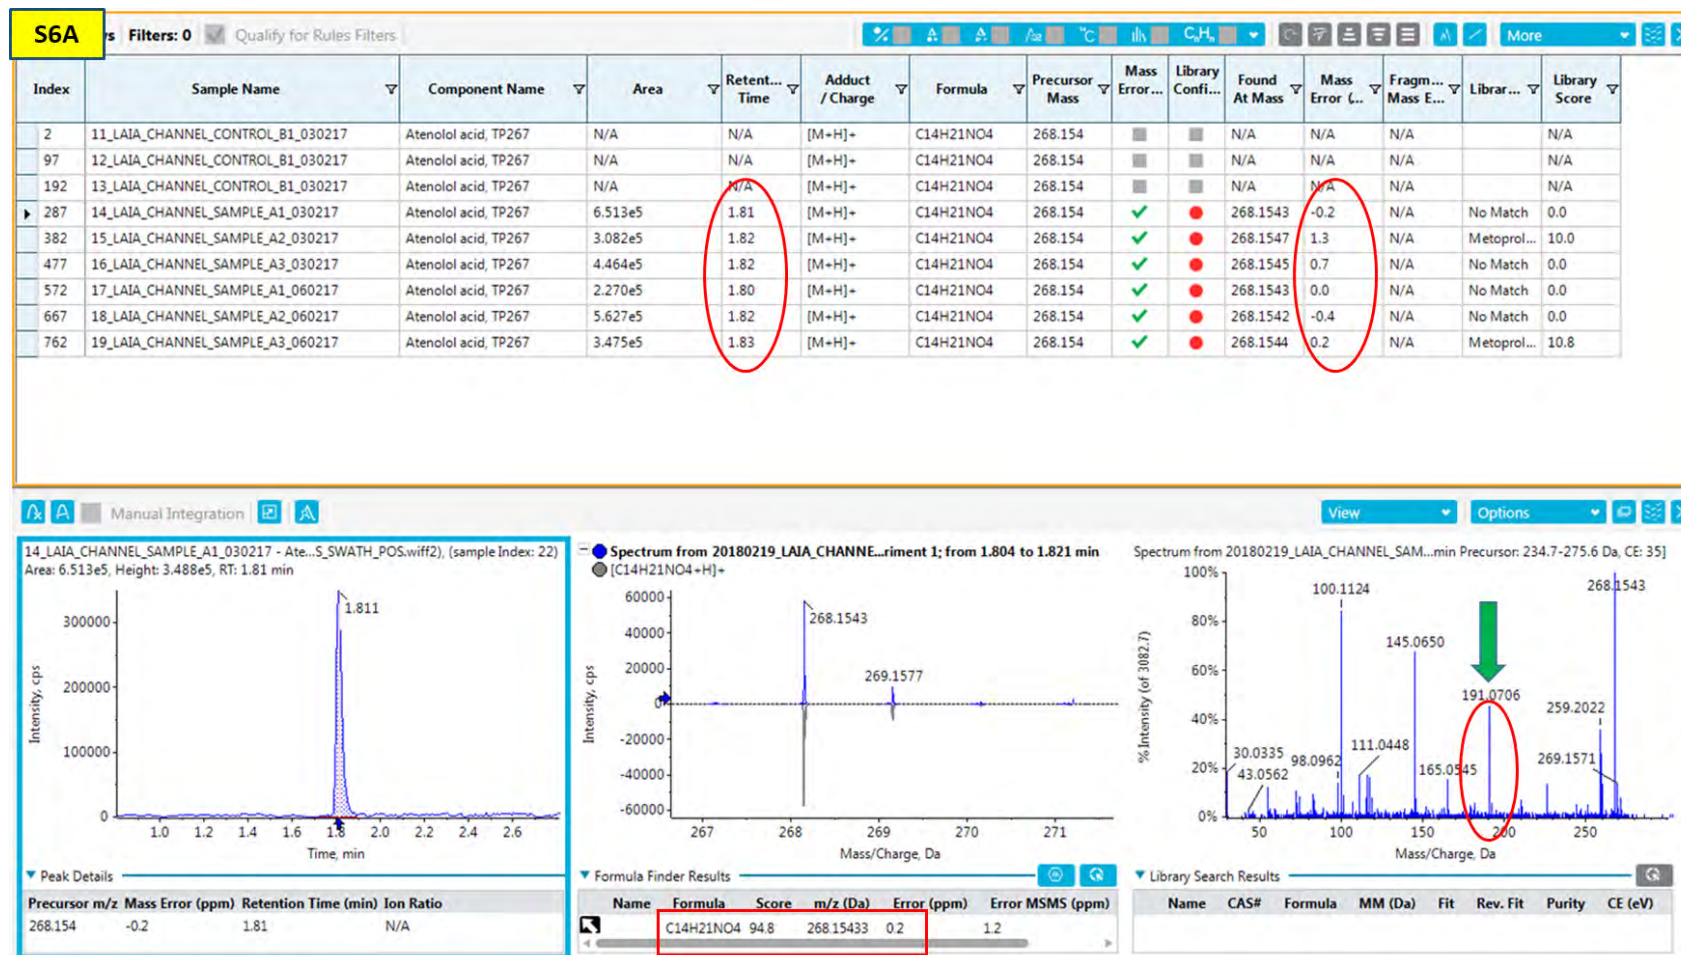 S6A
s Filters: 0 Qualify for Rules Filters
More
Index Sample Name Component Name Area Retent... Time Adduct / Charge Formula Precursor Mass Mass Error... Library Confi... Found At Mass Mass Error (... Fragm... Mass E... Librar... Library Score
2 11_LAIA_CHANNEL_CONTROL_B1_030217 Atenolol acid, TP267 N/A N/A [M+H]+ C14H21NO4 268.154 N/A N/A N/A N/A
97 12_LAIA_CHANNEL_CONTROL_B1_030217 Atenolol acid, TP267 N/A N/A [M+H]+ C14H21NO4 268.154 N/A N/A N/A N/A
192 13_LAIA_CHANNEL_CONTROL_B1_030217 Atenolol acid, TP267 N/A N/A [M+H]+ C14H21NO4 268.154 N/A N/A N/A N/A
287 14_LAIA_CHANNEL_SAMPLE_A1_030217 Atenolol acid, TP267 6.513e5 1.81 [M+H]+ C14H21NO4 268.154 268.1543 -0.2 N/A No Match 0.0
382 15_LAIA_CHANNEL_SAMPLE_A2_030217 Atenolol acid, TP267 3.082e5 1.82 [M+H]+ C14H21NO4 268.154 268.1547 1.3 N/A Metoprol... 10.0
477 16_LAIA_CHANNEL_SAMPLE_A3_030217 Atenolol acid, TP267 4.464e5 1.82 [M+H]+ C14H21NO4 268.154 268.1545 0.7 N/A No Match 0.0
572 17_LAIA_CHANNEL_SAMPLE_A1_060217 Atenolol acid, TP267 2.270e5 1.80 [M+H]+ C14H21NO4 268.154 268.1543 0.0 N/A No Match 0.0
667 18_LAIA_CHANNEL_SAMPLE_A2_060217 Atenolol acid, TP267 5.627e5 1.82 [M+H]+ C14H21NO4 268.154 268.1542 -0.4 N/A No Match 0.0
762 19_LAIA_CHANNEL_SAMPLE_A3_060217 Atenolol acid, TP267 3.475e5 1.83 [M+H]+ C14H21NO4 268.154 268.1544 0.2 N/A Metoprol... 10.8
Manual Integration
View Options
14_LAIA_CHANNEL_SAMPLE_A1_030217 - Ate...S_SWATH_POS.wiff2), (sample Index: 22)
Area: 6.513e5, Height: 3.488e5, RT: 1.81 min
1.811
300000
200000
100000
0
Intensity, cps
1.0 1.2 1.4 1.6 1.8 2.0 2.2 2.4 2.6
Time, min
Peak Details
Precursor m/z Mass Error (ppm) Retention Time (min) Ion Ratio
268.154 -0.2 1.81 N/A
Spectrum from 20180219_LAIA_CHANNE...riment 1; from 1.804 to 1.821 min
[C14H21NO4+H]+
60000
40000
20000
0
-20000
-40000
-60000
Intensity, cps
268.1543
269.1577
267 268 269 270 271
Mass/Charge, Da
Formula Finder Results
Name Formula Score m/z (Da) Error (ppm) Error MSMS (ppm)
C14H21NO4 94.8 268.15433 0.2 1.2
Spectrum from 20180219_LAIA_CHANNEL_SAM...min Precursor: 234.7-275.6 Da, CE: 35]
100%
80%
60%
40%
20%
0%
% Intensity (of 3082.7)
100.1124
268.1543
145.0650
191.0706
259.2022
111.0448
30.0335
98.0962
269.1571
165.0545
43.0562
50 100 150 200 250
Mass/Charge, Da
Library Search Results
Name CAS# Formula MM (Da) Fit Rev. Fit Purity CE (eV)